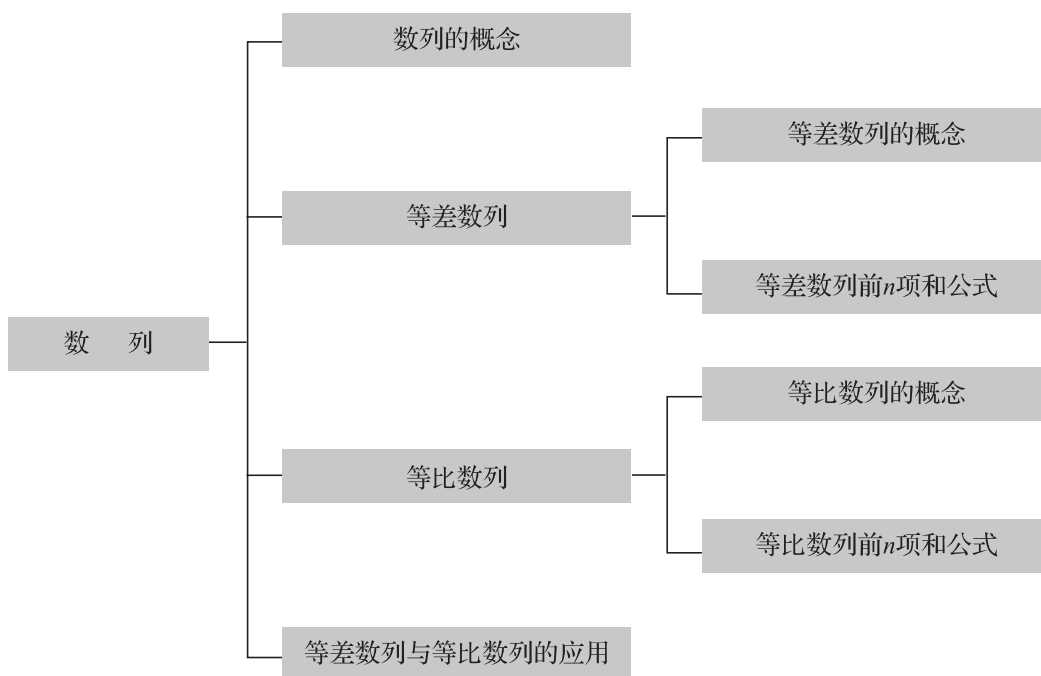 数列的概念
等差数列的概念
等差数列
等差数列前n项和公式
数 列
等比数列的概念
等比数列
等比数列前n项和公式
等差数列与等比数列的应用